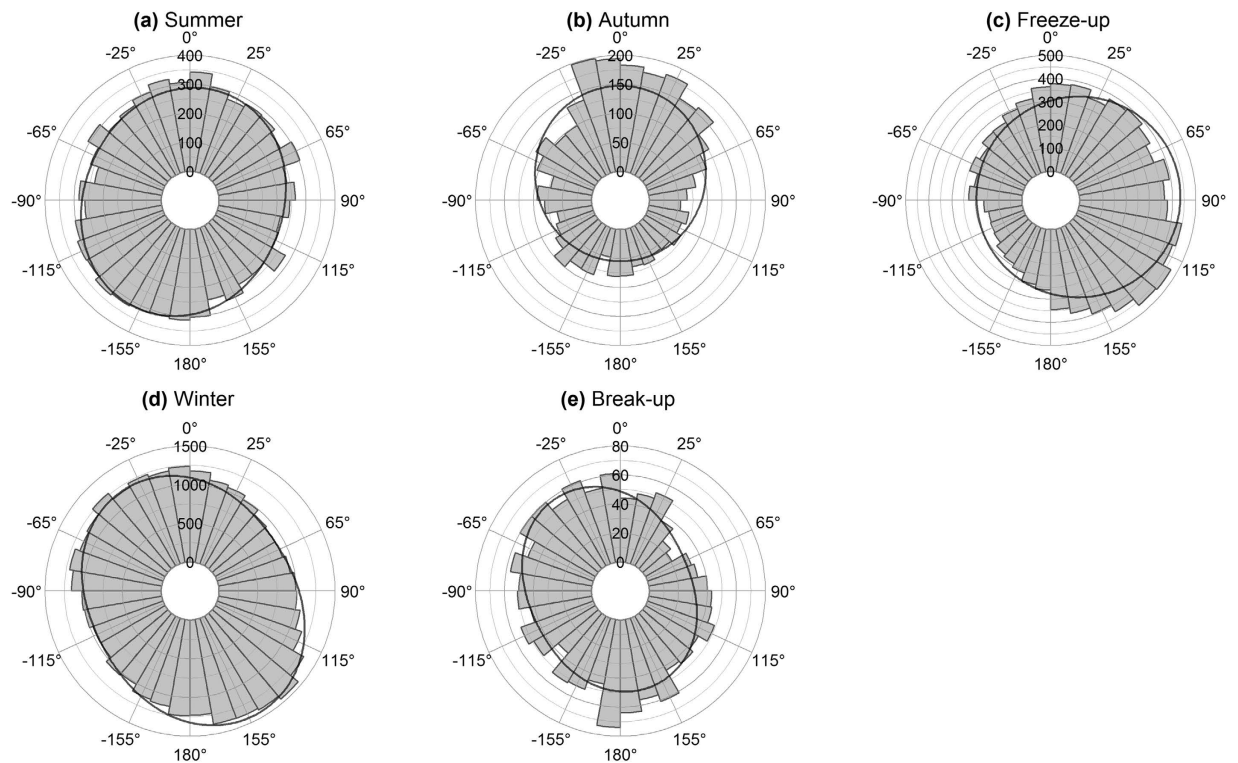 (a) Summer
0°
-25° 400 25°
300
-65° 200 65°
100
0
-90° 90°
-115° 115°
-155° 155°
180°
(b) Autumn
0°
-25° 200 25°
150
-65° 100 65°
50
0
-90° 90°
-115° 115°
-155° 155°
180°
(c) Freeze-up
0°
-25° 500 25°
400
300
-65° 200 65°
100
0
-90° 90°
-115° 115°
-155° 155°
180°
(d) Winter
0°
-25° 1500 25°
1000
-65° 500 65°
0
-90° 90°
-115° 115°
-155° 155°
180°
(e) Break-up
0°
-25° 80 25°
60
40
-65° 20 65°
0
-90° 90°
-115° 115°
-155° 155°
180°